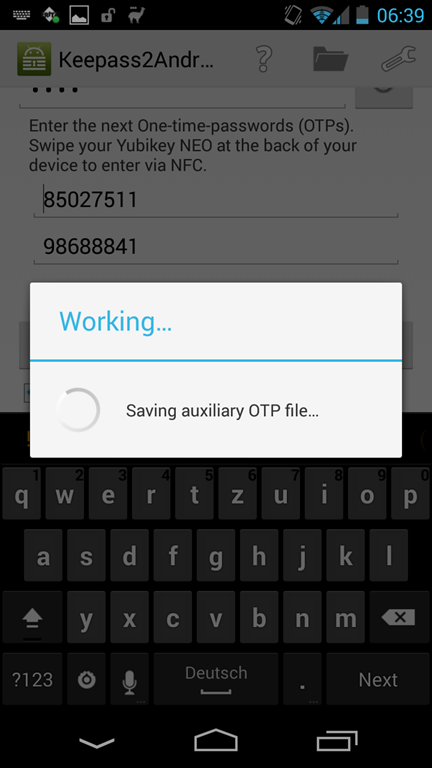 06:39
Keepass2Andr...
Enter the next One-time-passwords (OTPs).
Swipe your Yubikey NEO at the back of your
device to enter via NFC.
85027511
98688841
Working...
Saving auxiliary OTP file...
1 2 3 4 5 6 7 8 9 0
q w e r t z u i o p
a s d f g h j k l
y x c v b n m
?123 Deutsch . Next